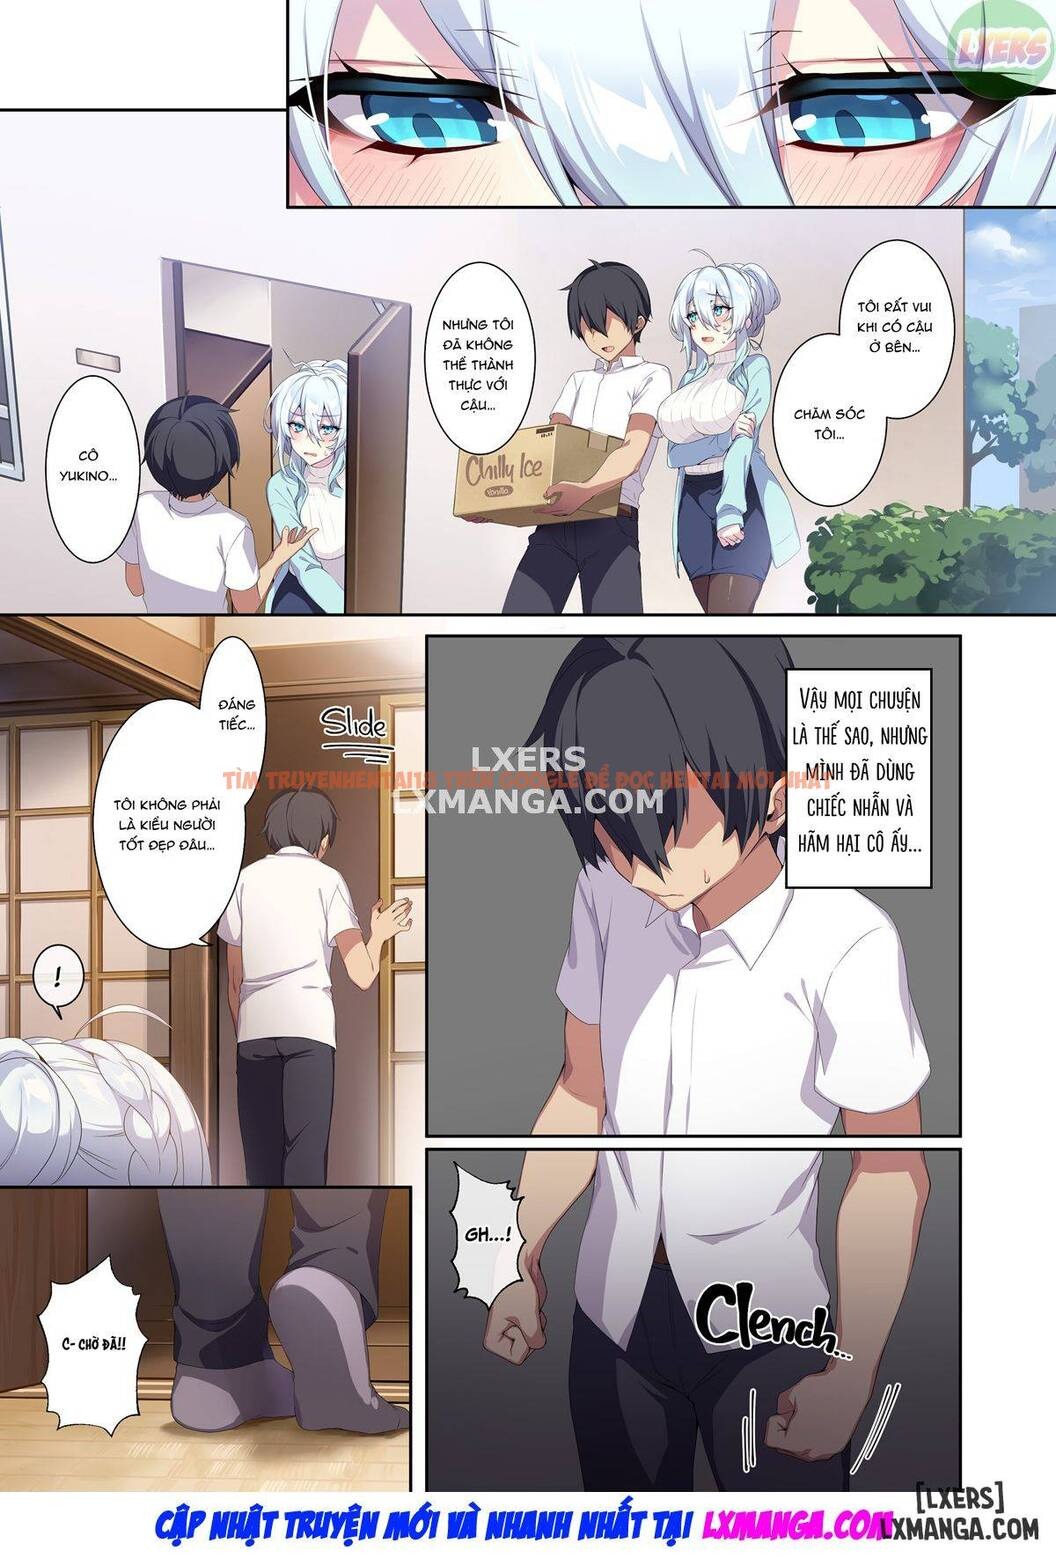 LXERS
TÔI RẤT VUI
KHI CÓ CẬU
Ở BÊN...
CHĂM SÓC
TÔI...
NHƯNG TÔI
ĐÃ KHÔNG
THỂ THÀNH
THỰC VỚI
CẬU...
Chilly Ice
Vanilla
CÔ
YUKINO...
VẬY MỌI CHUYỆN
LÀ THẾ SAO, NHƯNG
MÌNH ĐÃ DÙNG
CHIẾC NHẪN VÀ
HÃM HẠI CÔ ẤY...
LXERS
TÌM TRUYENHENTAI18 TRÊN GOOGLE ĐỂ ĐỌC HENTAI MỚI NHẤT
LXMANGA.COM
GH...!
Clench...
ĐÁNG
TIẾC...
Slide
TÔI KHÔNG PHẢI
LÀ KIỂU NGƯỜI
TỐT ĐẸP ĐÂU...
!
C- CHỜ ĐÃ!!
CẬP NHẬT TRUYỆN MỚI VÀ NHANH NHẤT TẠI LXMANGA.COM
[LXERS]
LXMANGA.COM